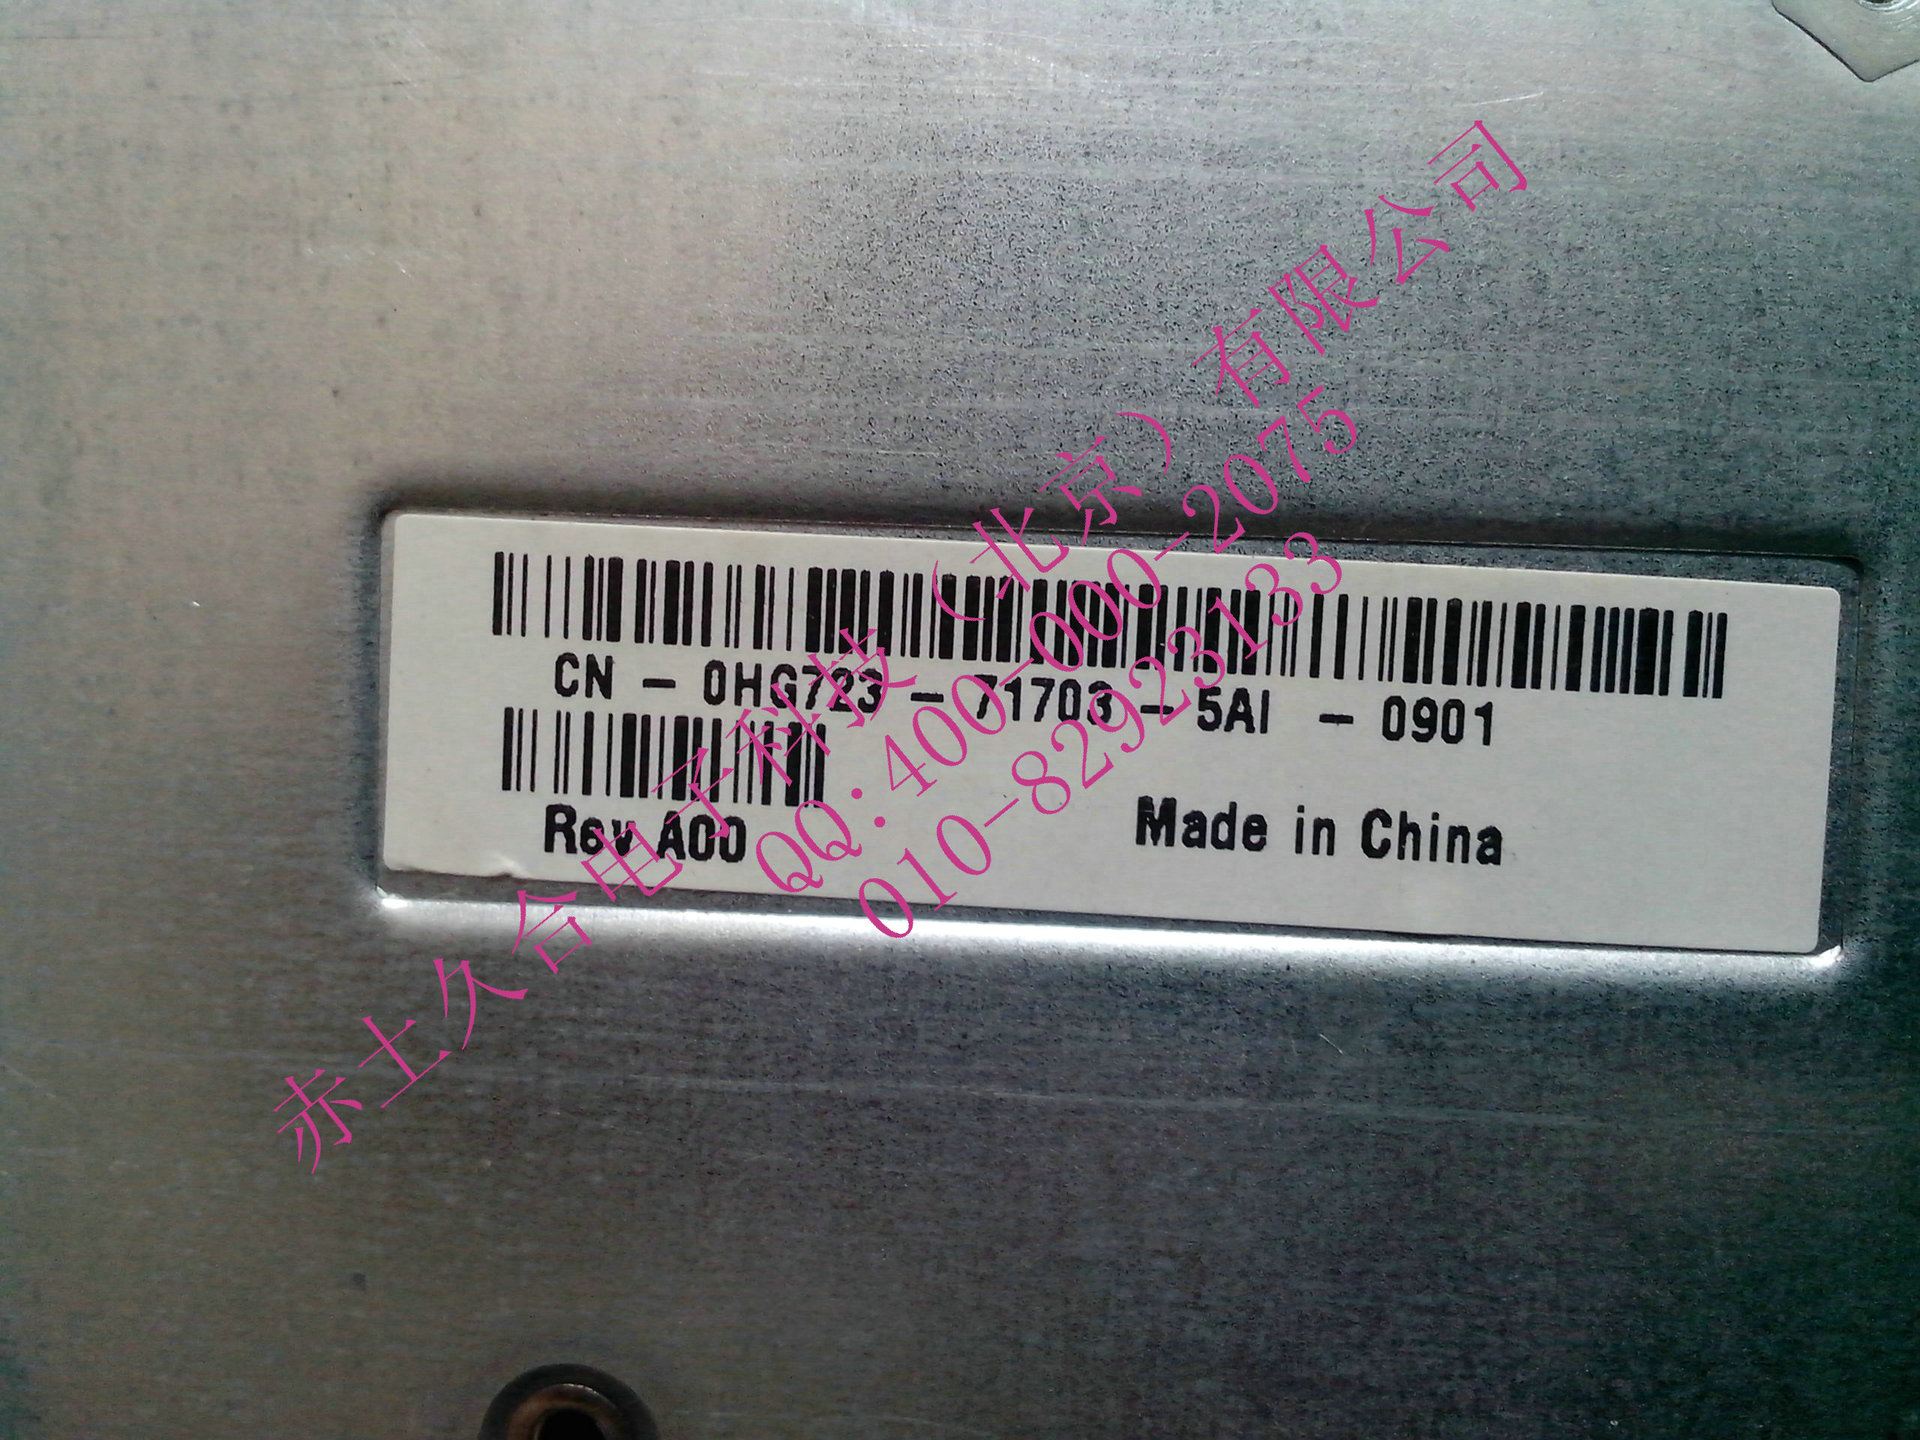 CN - 0HG723 - 71703 - 5AI - 0901
Rev A00
Made in China
赤土久合电子科技（北京）有限公司
QQ:400-000-2075
010-82923133